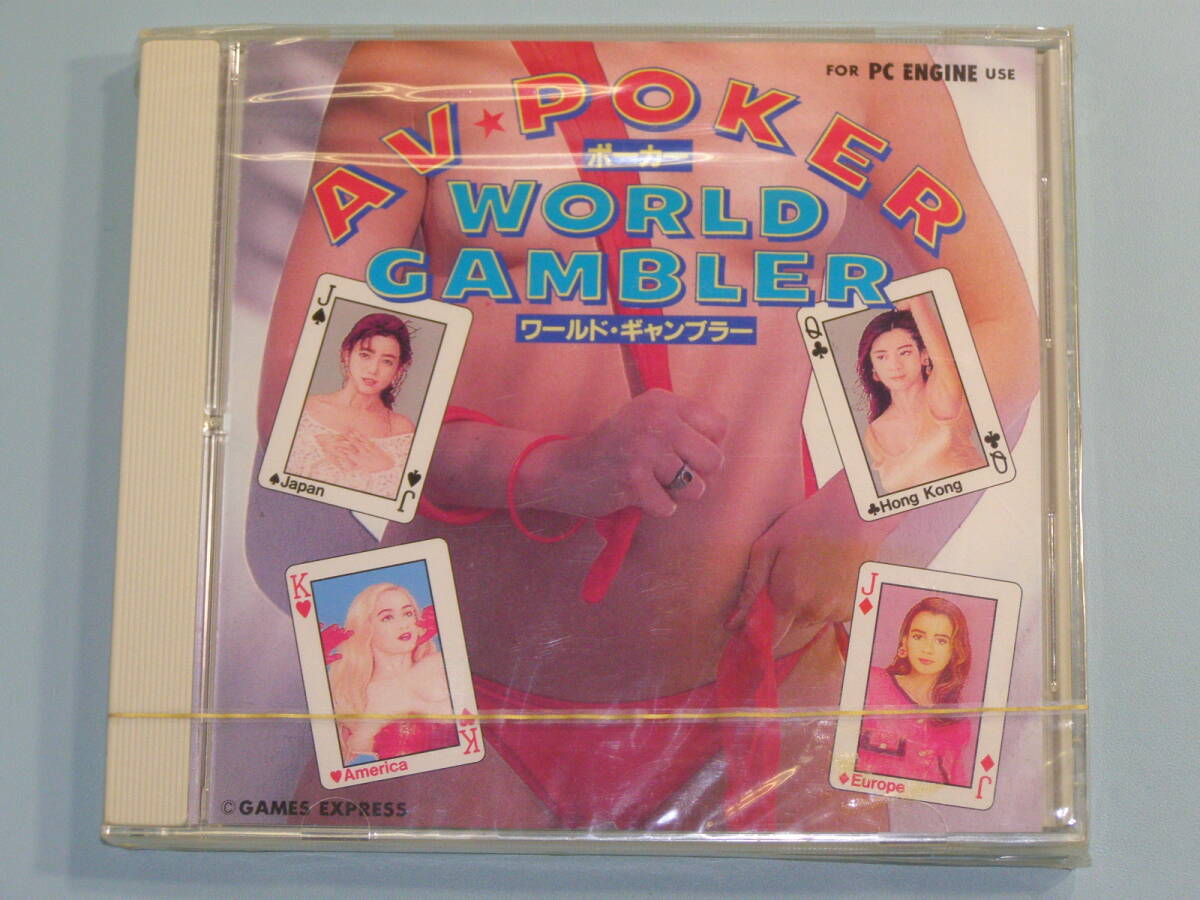 FOR PC ENGINE USE
AV★POKER
ポーカー
WORLD
GAMBLER
ワールド・ギャンブラー
J♠
♠Japan
J♠
Q♣
♣Hong Kong
Q♣
K♥
♥America
K♥
J♦
♦Europe
J♦
© GAMES EXPRESS